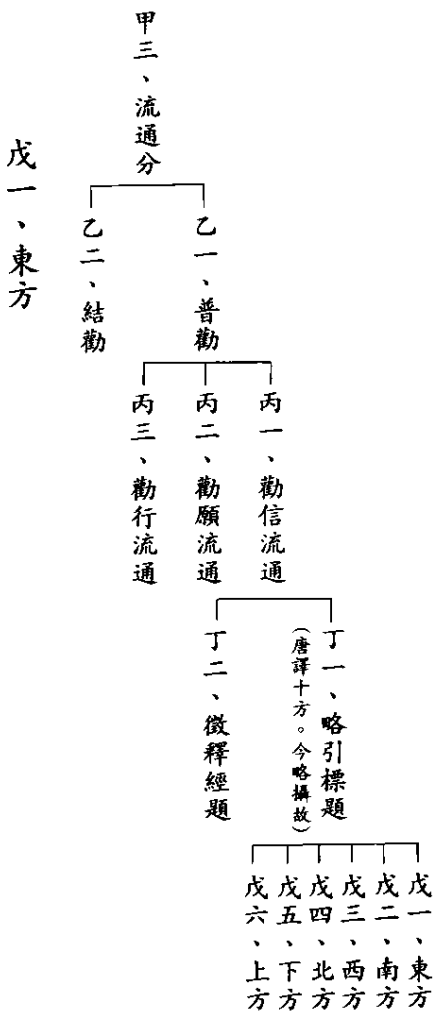 甲三、流通分
乙一、普勸
乙二、結勸
丙一、勸信流通
丙二、勸願流通
丙三、勸行流通
丁一、略引標題
（唐譯十方。今略攝故）
丁二、徵釋經題
戊一、東方
戊二、南方
戊三、西方
戊四、北方
戊五、下方
戊六、上方
戊一、東方